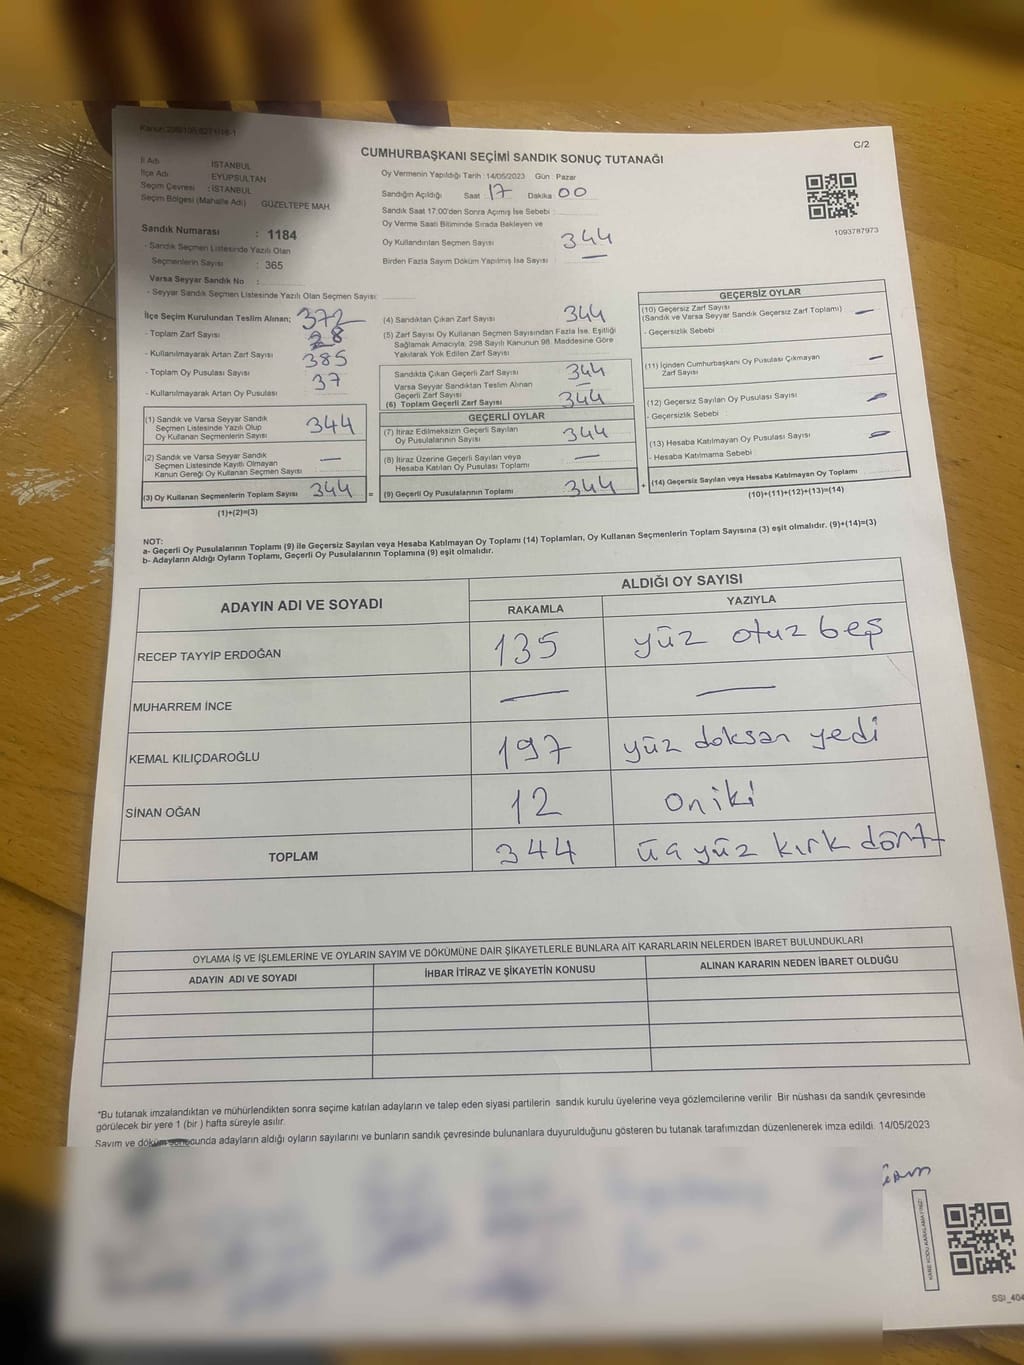 C/2
CUMHURBAŞKANI SEÇİMİ SANDIK SONUÇ TUTANAĞI
İl Adı İSTANBUL
İlçe Adı EYÜPSULTAN
Seçim Çevresi : İSTANBUL
Seçim Bölgesi (Mahalle Adı) GÜZELTEPE MAH.
Sandık Numarası : 1184
- Sandık Seçmen Listesinde Yazılı Olan
Seçmenlerin Sayısı : 365
Varsa Seyyar Sandık No :
- Seyyar Sandık Seçmen Listesinde Yazılı Olan Seçmen Sayısı:
Oy Vermenin Yapıldığı Tarih : 14/05/2023 Gün : Pazar
Sandığın Açıldığı Saat : 17 Dakika : 00
Sandık Saat 17:00'den Sonra Açımış İse Sebebi :
Oy Verme Saati Bitiminde Sırada Bekleyen ve
Oy Kullandırılan Seçmen Sayısı 344
Birden Fazla Sayım Döküm Yapılmış İse Sayısı : —
1093787973
İlçe Seçim Kurulundan Teslim Alınan; 372
- Toplam Zarf Sayısı 28
- Kullanılmayarak Artan Zarf Sayısı 385
- Toplam Oy Pusulası Sayısı 37
- Kullanılmayarak Artan Oy Pusulası
(1) Sandık ve Varsa Seyyar Sandık
Seçmen Listesinde Yazılı Olup
Oy Kullanan Seçmenlerin Sayısı 344
(2) Sandık ve Varsa Seyyar Sandık
Seçmen Listesinde Kayıtlı Olmayan
Kanun Gereği Oy Kullanan Seçmen Sayısı —
(3) Oy Kullanan Seçmenlerin Toplam Sayısı 344 =
(1)+(2)=(3)
(4) Sandıktan Çıkan Zarf Sayısı 344
(5) Zarf Sayısı Oy Kullanan Seçmen Sayısından Fazla İse, Eşitliği
Sağlamak Amacıyla, 298 Sayılı Kanunun 98. Maddesine Göre
Yakılarak Yok Edilen Zarf Sayısı
Sandıkta Çıkan Geçerli Zarf Sayısı 344
Varsa Seyyar Sandıktan Teslim Alınan
Geçerli Zarf Sayısı —
(6) Toplam Geçerli Zarf Sayısı 344
GEÇERLİ OYLAR
(7) İtiraz Edilmeksizin Geçerli Sayılan
Oy Pusulalarının Sayısı 344
(8) İtiraz Üzerine Geçerli Sayılan veya
Hesaba Katılan Oy Pusulası Toplamı —
(9) Geçerli Oy Pusulalarının Toplamı 344 +
GEÇERSİZ OYLAR
(10) Geçersiz Zarf Sayısı
(Sandık ve Varsa Seyyar Sandık Geçersiz Zarf Toplamı) —
- Geçersizlik Sebebi :
(11) İçinden Cumhurbaşkanı Oy Pusulası Çıkmayan
Zarf Sayısı —
(12) Geçersiz Sayılan Oy Pusulası Sayısı —
- Geçersizlik Sebebi :
(13) Hesaba Katılmayan Oy Pusulası Sayısı —
- Hesaba Katılmama Sebebi :
(14) Geçersiz Sayılan veya Hesaba Katılmayan Oy Toplamı
(10)+(11)+(12)+(13)=(14)
NOT:
a- Geçerli Oy Pusulalarının Toplamı (9) ile Geçersiz Sayılan veya Hesaba Katılmayan Oy Toplamı (14) Toplamları, Oy Kullanan Seçmenlerin Toplam Sayısına (3) eşit olmalıdır. (9)+(14)=(3)
b- Adayların Aldığı Oyların Toplamı, Geçerli Oy Pusulalarının Toplamına (9) eşit olmalıdır.
ADAYIN ADI VE SOYADI ALDIĞI OY SAYISI
RAKAMLA YAZIYLA
RECEP TAYYİP ERDOĞAN 135 yüz otuz beş
MUHARREM İNCE — —
KEMAL KILIÇDAROĞLU 197 yüz doksan yedi
SİNAN OĞAN 12 oniki
TOPLAM 344 üçyüz kırk dört
OYLAMA İŞ VE İŞLEMLERİNE VE OYLARIN SAYIM VE DÖKÜMÜNE DAİR ŞİKAYETLERLE BUNLARA AİT KARARLARIN NELERDEN İBARET BULUNDUKLARI
ADAYIN ADI VE SOYADI İHBAR İTİRAZ VE ŞİKAYETİN KONUSU ALINAN KARARIN NEDEN İBARET OLDUĞU
*Bu tutanak imzalandıktan ve mühürlendikten sonra seçime katılan adayların ve talep eden siyasi partilerin sandık kurulu üyelerine veya gözlemcilerine verilir. Bir nüshası da sandık çevresinde
görülecek bir yere 1 (bir ) hafta süreyle asılır.
Sayım ve döküm sonucunda adayların aldığı oyların sayılarını ve bunların sandık çevresinde bulunanlara duyurulduğunu gösteren bu tutanak tarafımızdan düzenlenerek imza edildi. 14/05/2023